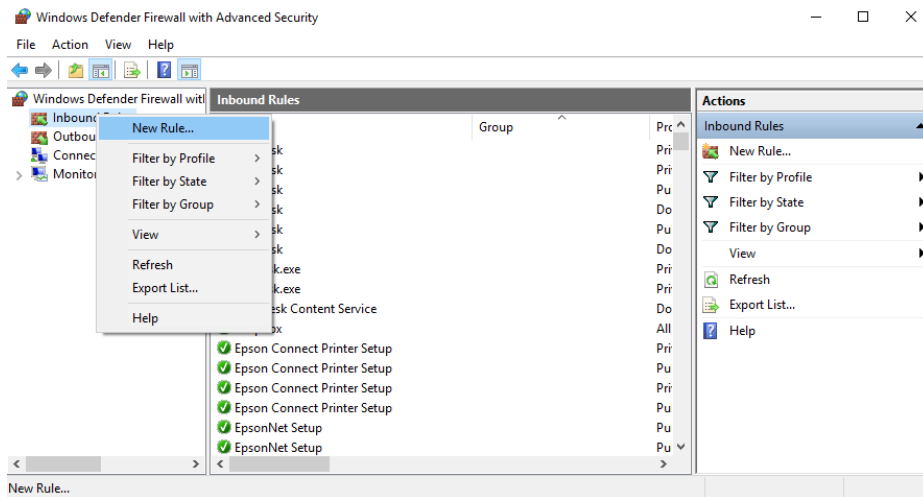 Windows Defender Firewall with Advanced Security
File Action View Help
Windows Defender Firewall witl
Inbound
Outbou
Connec
Monitor
New Rule...
Filter by Profile
Filter by State
Filter by Group
View
Refresh
Export List...
Help
Inbound Rules
Group
sk
sk
sk
sk
sk
sk
k.exe
k.exe
esk Content Service
ox
Epson Connect Printer Setup
Epson Connect Printer Setup
Epson Connect Printer Setup
Epson Connect Printer Setup
EpsonNet Setup
EpsonNet Setup
Pri
Pri
Pu
Do
Pu
Do
Pri
Pri
Do
All
Pri
Pu
Pri
Pu
Pu
Pu
Actions
Inbound Rules
New Rule...
Filter by Profile
Filter by State
Filter by Group
View
Refresh
Export List...
Help
New Rule...